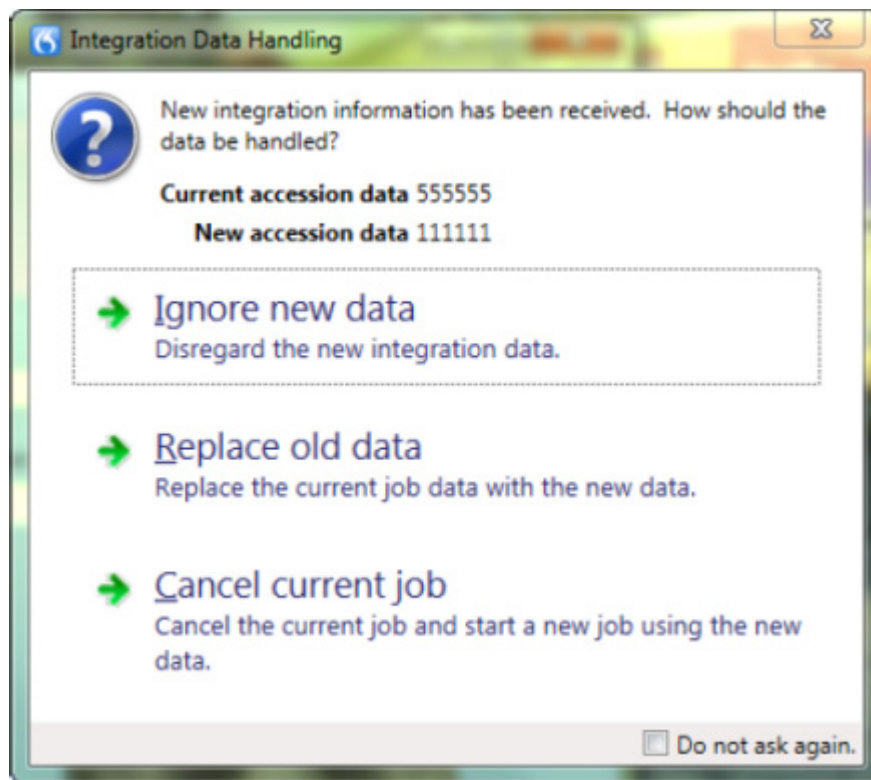 Integration Data Handling
New integration information has been received.  How should the
data be handled?
Current accession data 555555
New accession data 111111
Ignore new data
Disregard the new integration data.
Replace old data
Replace the current job data with the new data.
Cancel current job
Cancel the current job and start a new job using the new
data.
Do not ask again.